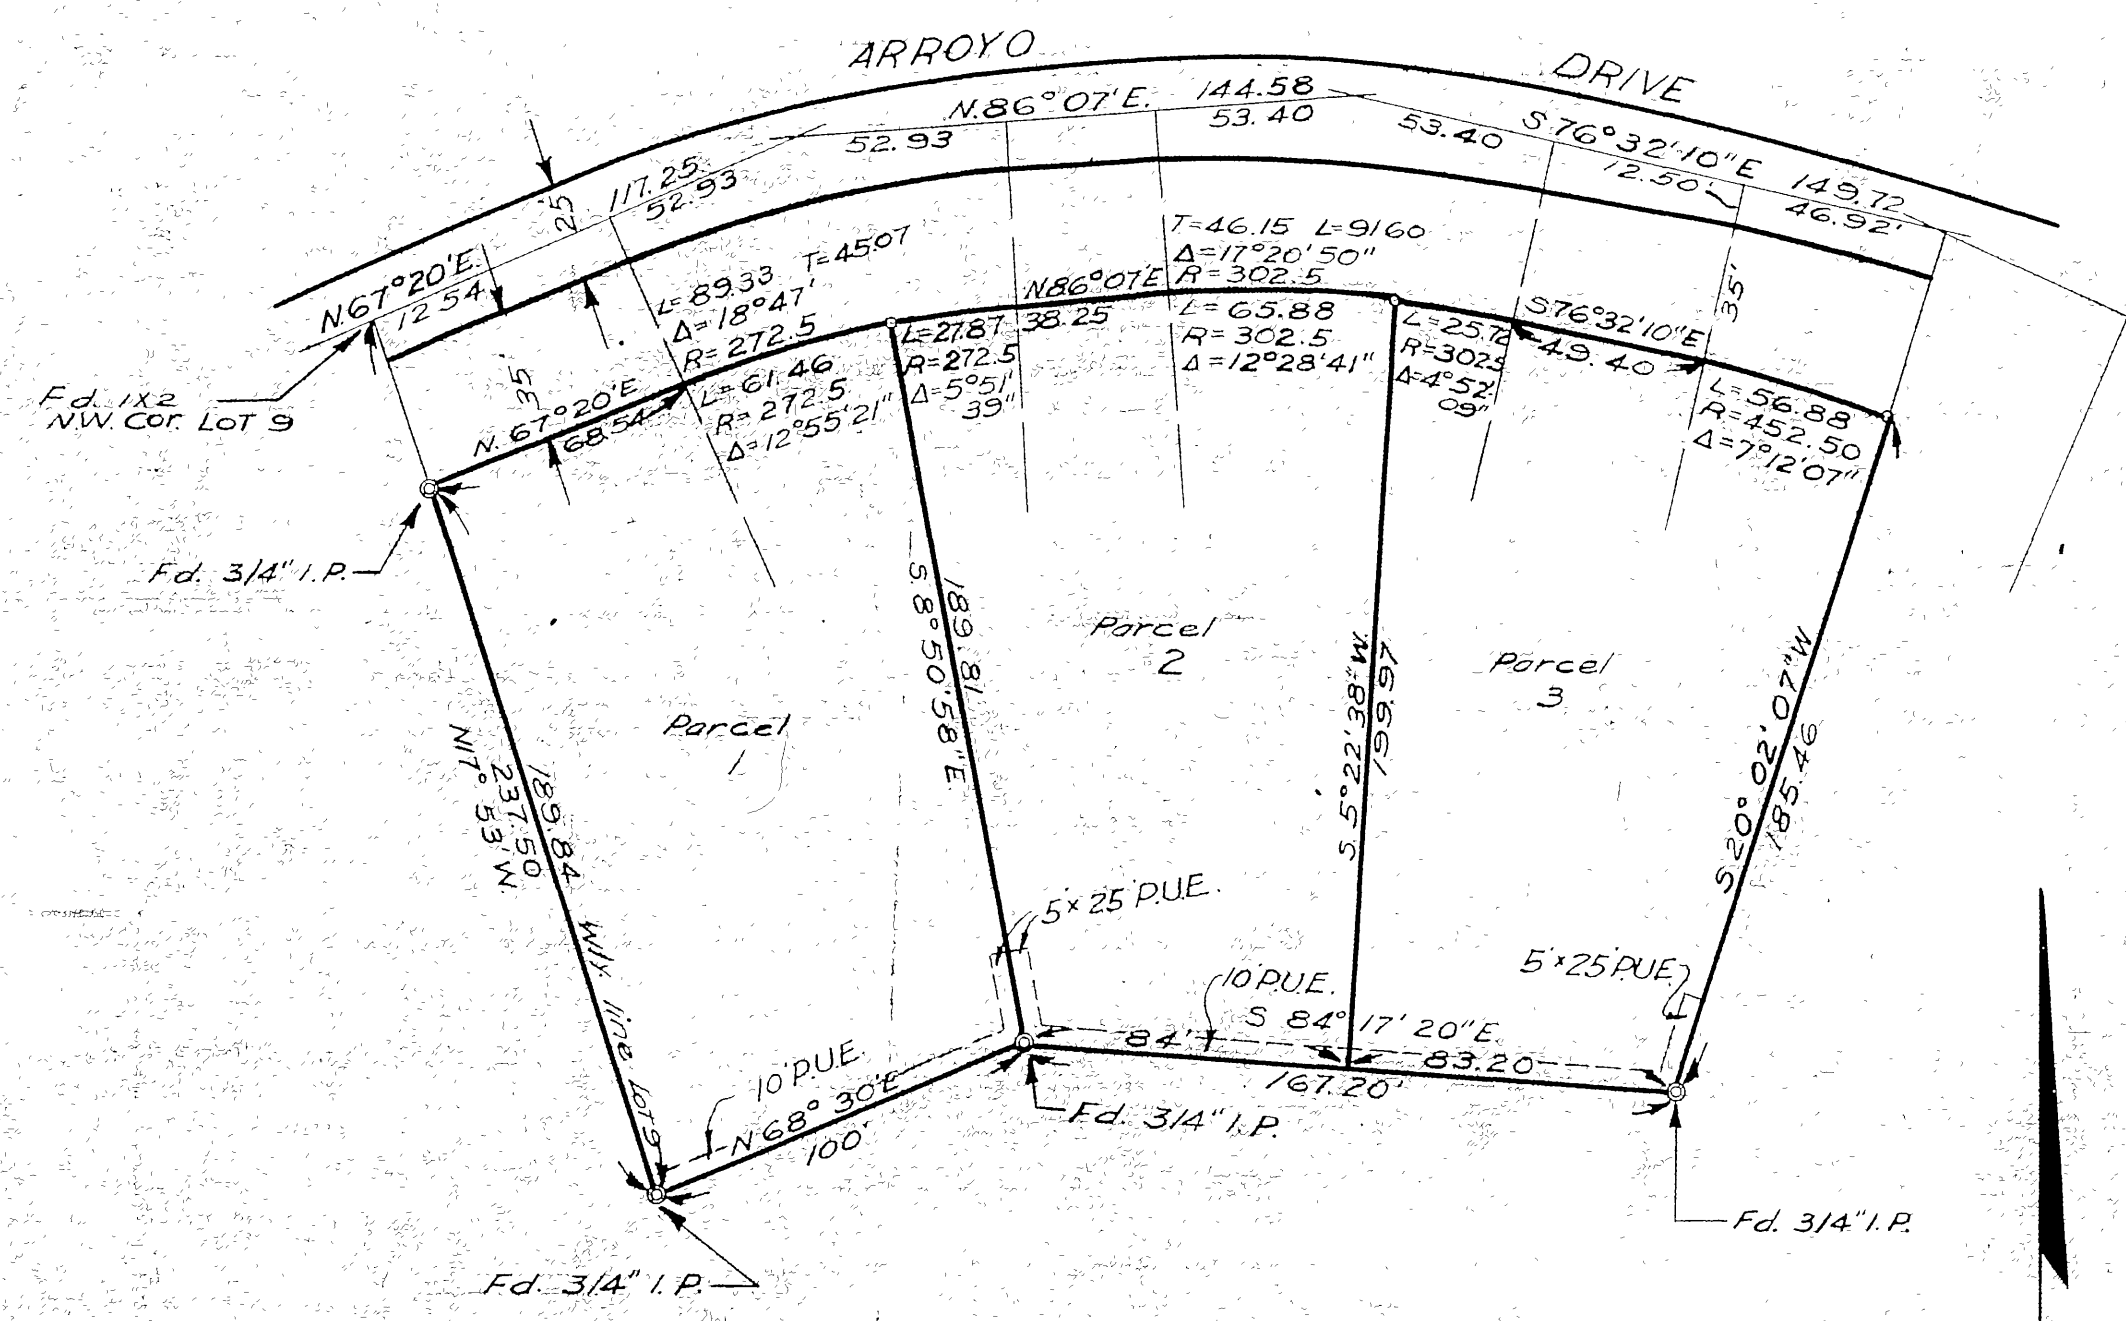 ARROYO DRIVE
N.86°07'E. 144.58
52.93
53.40
53.40
S.76°32'10"E 149.72
12.50'
46.92'
117.25
52.93
25'
N.67°20'E.
12.54
35'
Fd. 1X2
N.W. Cor. LOT 9
L=89.33 T=45.07
Δ=18°47'
R=272.5
T=46.15 L=91.60
Δ=17°20'50"
R=302.5
N.67°20'E
68.54
L=61.46
R=272.5
Δ=12°55'21"
L=27.87
R=272.5
Δ=5°51'
39"
N.86°07'E
38.25
L=65.88
R=302.5
Δ=12°28'41"
L=25.72
R=302.5
Δ=4°52'
09"
S76°32'10"E
49.40
35'
L=56.88
R=452.50
Δ=7°12'07"
Fd. 3/4" I.P.
Parcel
1
Parcel
2
Parcel
3
189.84
237.50
N17°53'W.
W'ly. line Lot 9
189.81
S.8°50'58"E.
S.5°22'38"W.
199.97
S.20°02'07"W
185.46
5'x25'P.U.E.
5'x25'P.U.E.
10'P.U.E.
10'P.U.E.
S 84°17'20"E.
84'
83.20
167.20'
N 68°30'E
100'
Fd. 3/4" I.P.
Fd. 3/4" I.P.
Fd. 3/4" I.P.